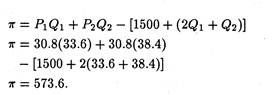 π = P₁Q₁ + P₂Q₂ − [1500 + (2Q₁ + Q₂)]
π = 30.8(33.6) + 30.8(38.4)
− [1500 + 2(33.6 + 38.4)]
π = 573.6.